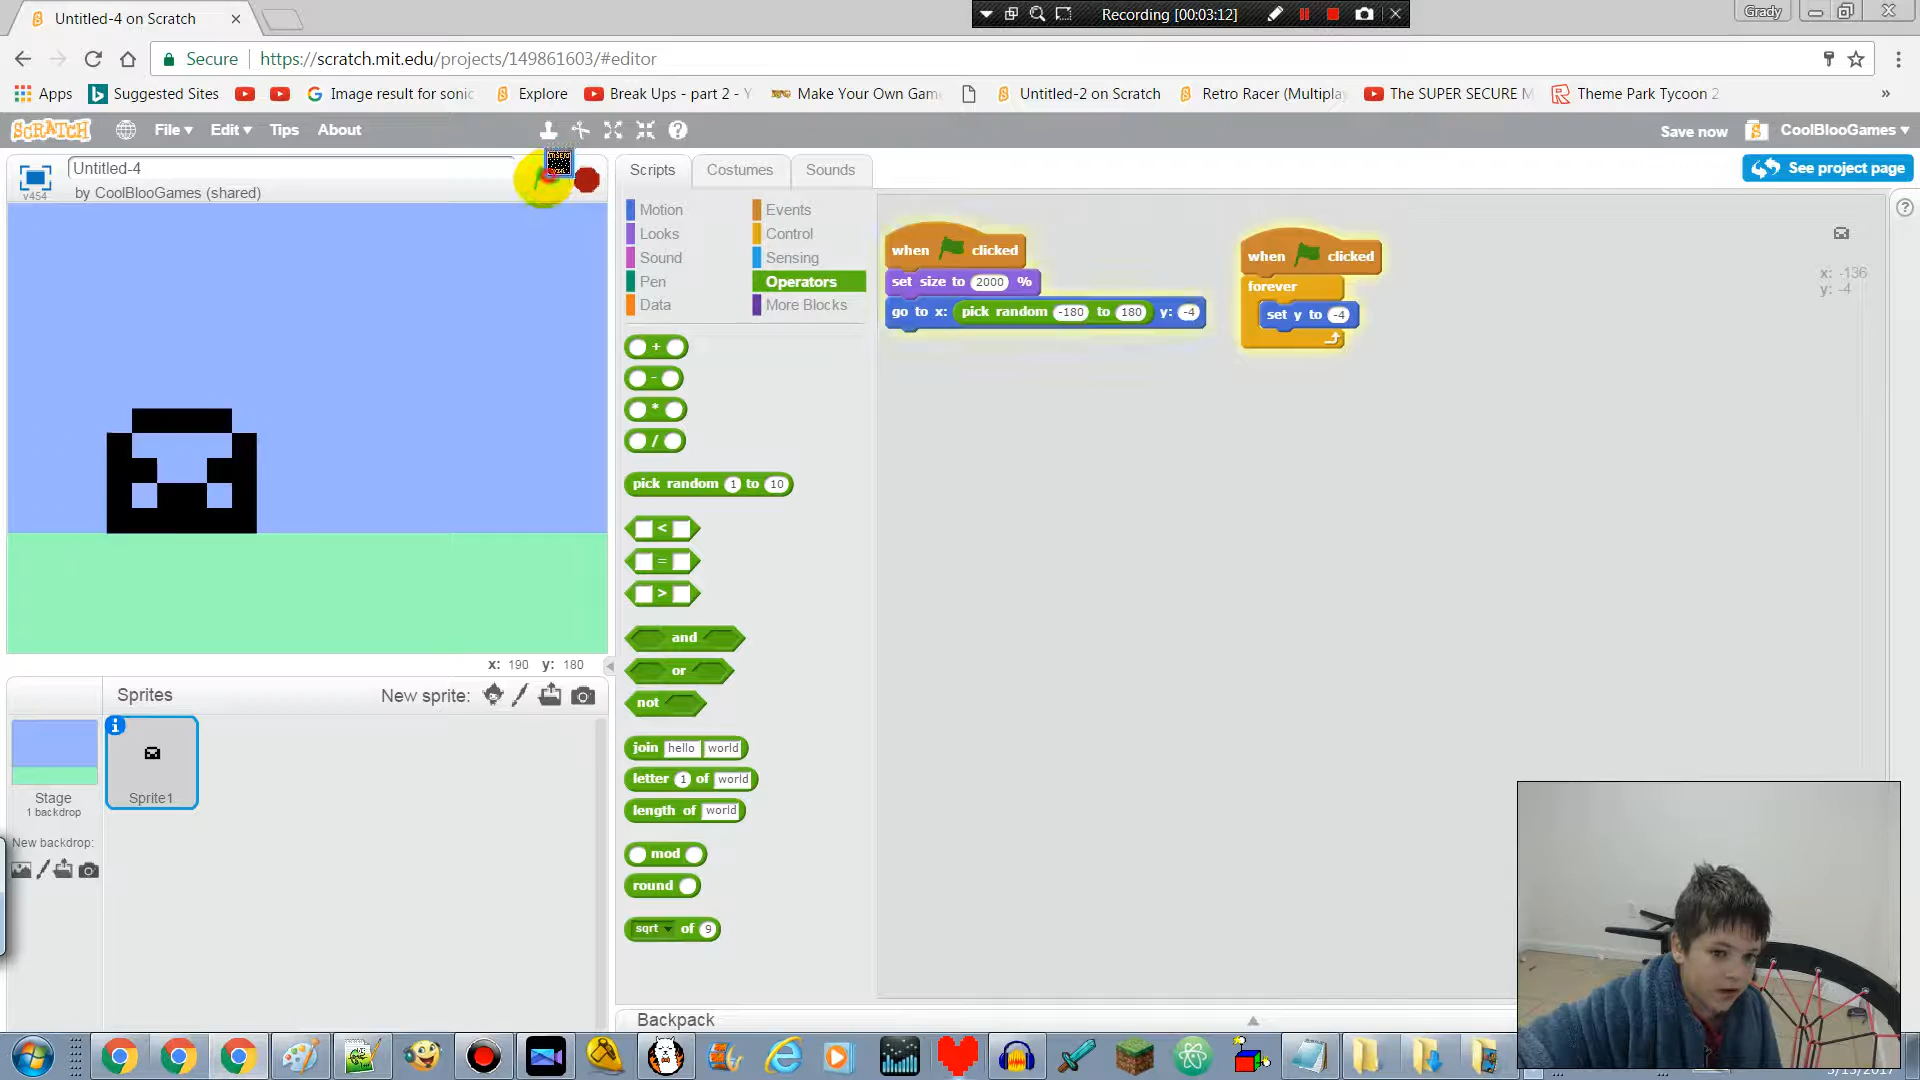 Untitled-4 on Scratch
Recording [00:03:12]
Grady
Secure
https://scratch.mit.edu/projects/149861603/#editor
Apps
Suggested Sites
Image result for sonic
Explore
Break Ups - part 2 - Y
Make Your Own Gam
Untitled-2 on Scratch
Retro Racer (Multipla
The SUPER SECURE M
Theme Park Tycoon 2
SCRATCH
File
Edit
Tips
About
Save now
CoolBlooGames
Untitled-4
by CoolBlooGames (shared)
v454
Scripts
Costumes
Sounds
See project page
Motion
Looks
Sound
Pen
Data
Events
Control
Sensing
Operators
More Blocks
+
-
*
/
pick random 1 to 10
<
=
>
and
or
not
join hello world
letter 1 of world
length of world
mod
round
sqrt of 9
when clicked
set size to 2000 %
go to x: pick random -180 to 180 y: -4
when clicked
forever
set y to -4
x: -136
y: -4
x: 190 y: 180
Sprites
New sprite:
Stage
1 backdrop
New backdrop:
Sprite1
Backpack